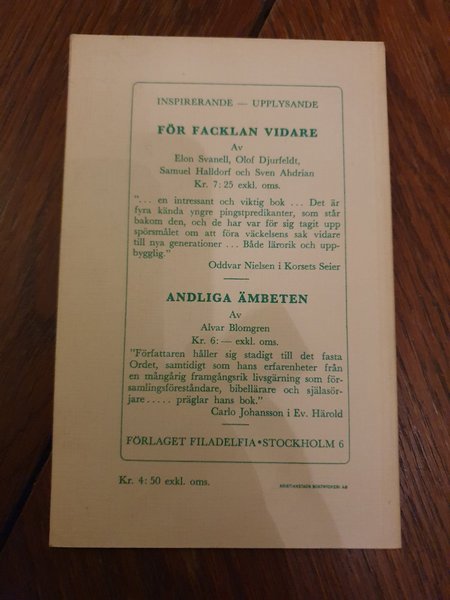 INSPIRERANDE — UPPLYSANDE
FÖR FACKLAN VIDARE
Av
Elon Svanell, Olof Djurfeldt,
Samuel Halldorf och Sven Ahdrian
Kr. 7: 25 exkl. oms.
"... en intressant och viktig bok ... Det är
fyra kända yngre pingstpredikanter, som står
bakom den, och de har var för sig tagit upp
spörsmålet om att föra väckelsens sak vidare
till nya generationer ... Både lärorik och upp-
bygglig."
Oddvar Nielsen i Korsets Seier
ANDLIGA ÄMBETEN
Av
Alvar Blomgren
Kr. 6: — exkl. oms.
"Författaren håller sig stadigt till det fasta
Ordet, samtidigt som hans erfarenheter från
en mångårig framgångsrik livsgärning som för-
samlingsföreståndare, bibellärare och själasör-
jare ..... präglar hans bok."
Carlo Johansson i Ev. Härold
FÖRLAGET FILADELFIA • STOCKHOLM 6
Kr. 4: 50 exkl. oms.
KRISTIANSTADS BOKTRYCKERI AB